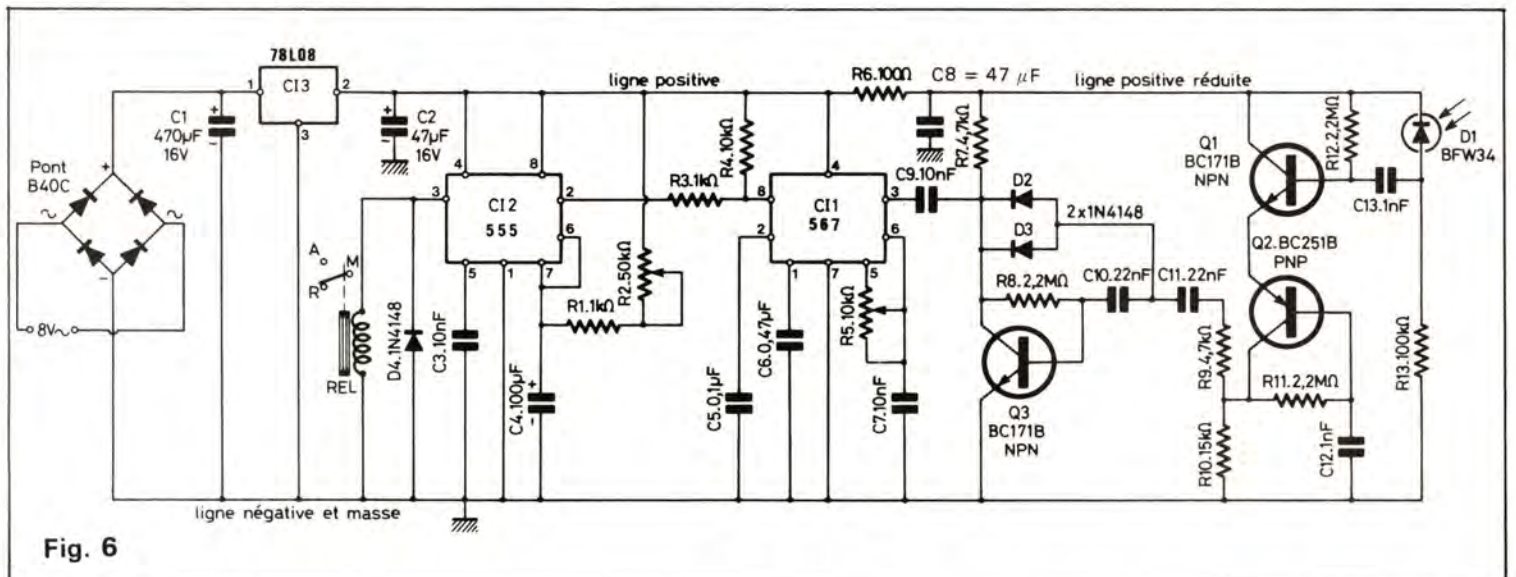 78L08
1 CI3 2
3
C1
470µF
16V
+
-
C2
47µF
16V
+
-
ligne positive
R6.100Ω
C8 = 47 µF
ligne positive réduite
Pont
B40C
+
-
~
~
8V~
A
M
R
REL
D4.1N4148
C3.10nF
4
8
3
2
6
CI2
555
5
1
7
R1.1kΩ
C4.100µF
+
-
R2.50kΩ
R3.1kΩ
R4.10kΩ
4
8
3
2
6
CI1
567
1
7
5
C5.0,1µF
C6.0,47µF
R5.10kΩ
C7.10nF
C9.10nF
R7.4,7kΩ
D2
D3
2x1N4148
R8.2,2MΩ
C10.22nF
C11.22nF
Q3
BC171B
NPN
R9.4,7kΩ
R10.15kΩ
R11.2,2MΩ
C12.1nF
Q1
BC171B
NPN
R12.2,2MΩ
C13.1nF
Q2.BC251B
PNP
D1
BFW34
R13.100kΩ
ligne négative et masse
Fig. 6